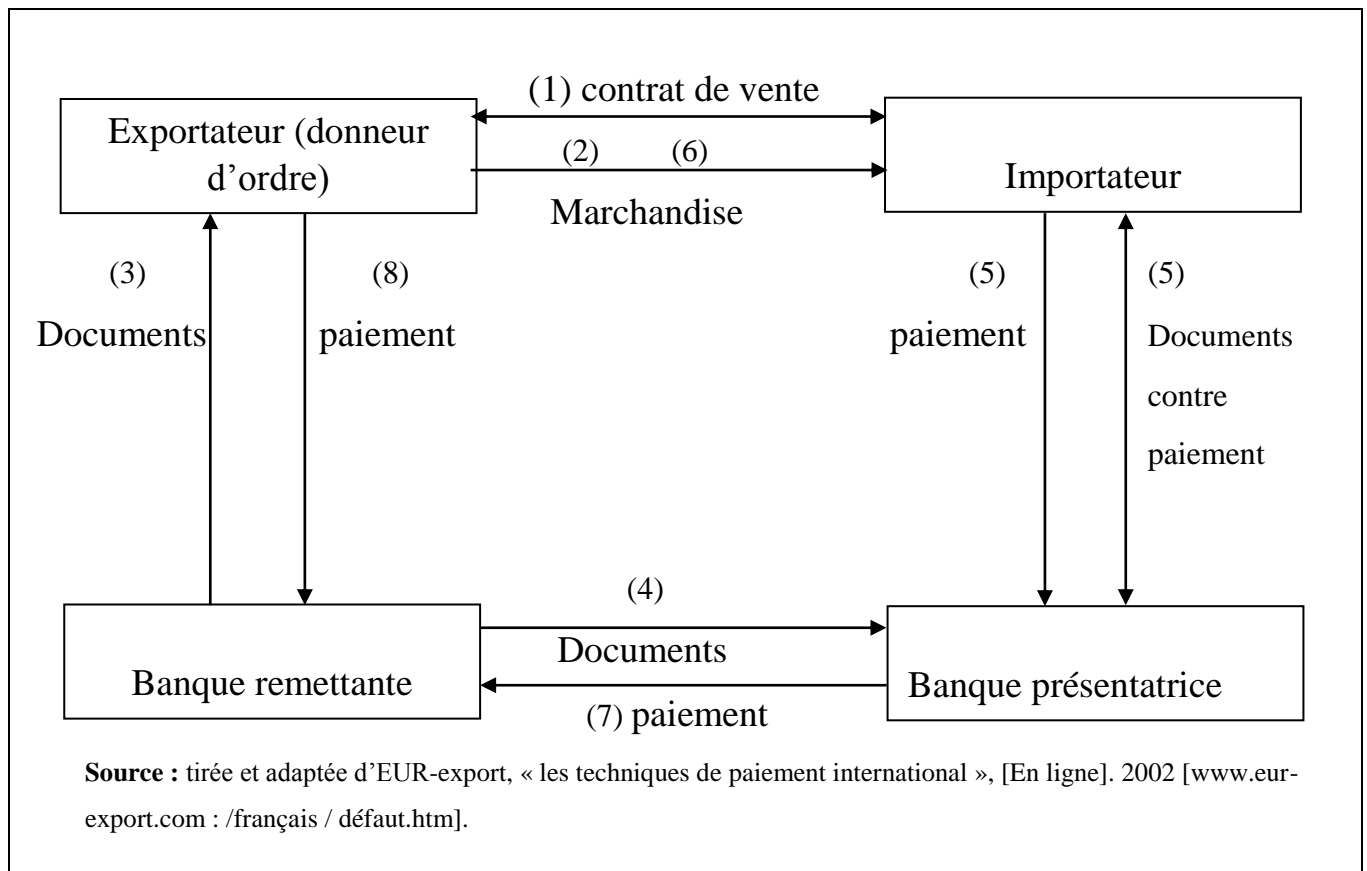 (1) contrat de vente
Exportateur (donneur
d’ordre)
(2) (6)
Importateur
Marchandise
(3) (8) (5) (5)
Documents paiement paiement Documents
contre
paiement
(4)
Documents
Banque remettante
Banque présentatrice
(7) paiement
Source : tirée et adaptée d’EUR-export, « les techniques de paiement international », [En ligne]. 2002 [www.eur-
export.com : /français / défaut.htm].